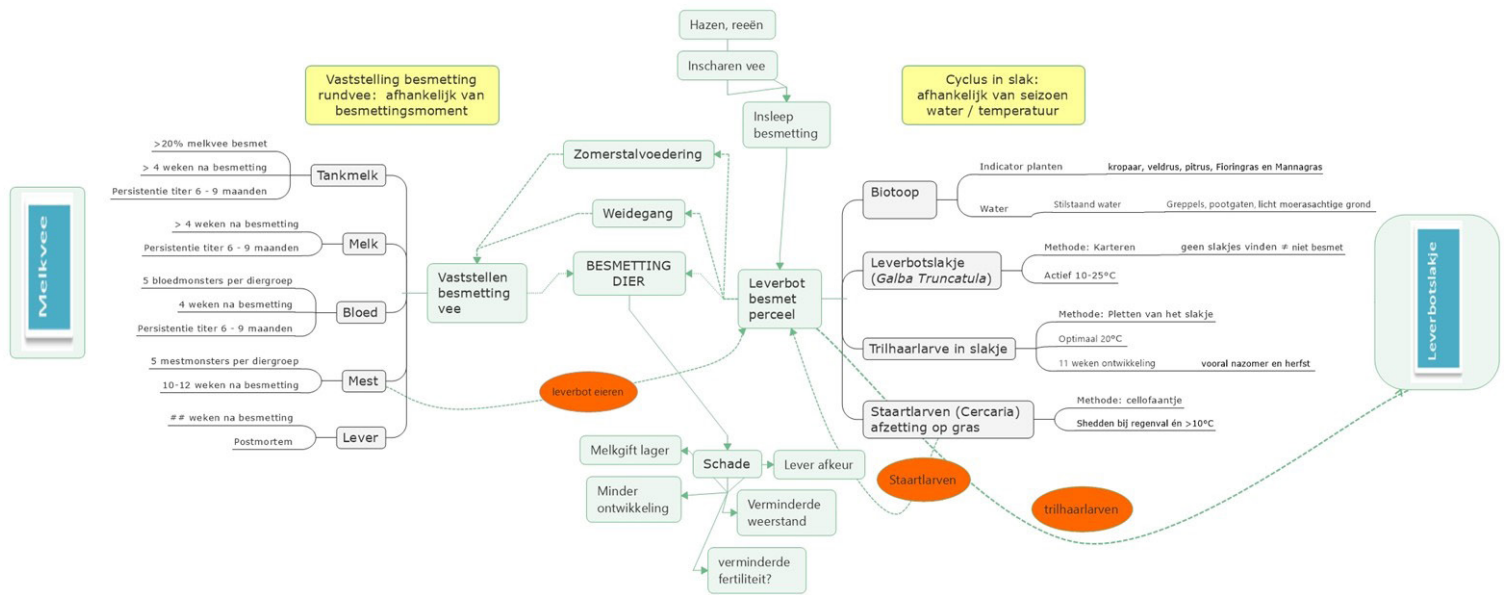 Hazen, reeën
Inscharen vee
Insleep
besmetting
Vaststelling besmetting
rundvee: afhankelijk van
besmettingsmoment
Cyclus in slak:
afhankelijk van seizoen
water / temperatuur
Melkvee
>20% melkvee besmet
> 4 weken na besmetting
Persistentie titer 6 - 9 maanden
Tankmelk
> 4 weken na besmetting
Persistentie titer 6 - 9 maanden
Melk
5 bloedmonsters per diergroep
4 weken na besmetting
Persistentie titer 6 - 9 maanden
Bloed
5 mestmonsters per diergroep
10-12 weken na besmetting
Mest
## weken na besmetting
Postmortem
Lever
Vaststellen
besmetting
vee
Zomerstalvoedering
Weidegang
BESMETTING
DIER
leverbot eieren
Schade
Melkgift lager
Minder
ontwikkeling
Lever afkeur
Verminderde
weerstand
verminderde
fertiliteit?
Leverbot
besmet
perceel
Biotoop
Indicator planten
kropaar, veldrus, pitrus, Fioringras en Mannagras
Water
Stilstaand water
Greppels, pootgaten, licht moerasachtige grond
Leverbotslakje
(Galba Truncatula)
Methode: Karteren
geen slakjes vinden ≠ niet besmet
Actief 10-25°C
Trilhaarlarve in slakje
Methode: Pletten van het slakje
Optimaal 20°C
11 weken ontwikkeling
vooral nazomer en herfst
Staartlarven (Cercaria)
afzetting op gras
Methode: cellofaantje
Shedden bij regenval én >10°C
Staartlarven
trilhaarlarven
Leverbotslakje